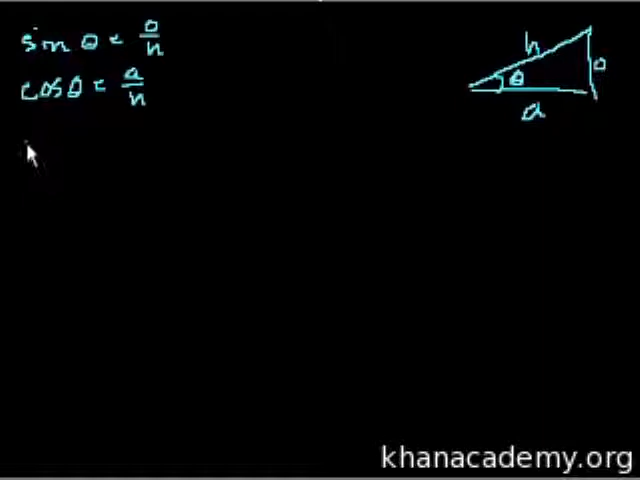 sin θ = o/h
cos θ = a/h
h
θ
o
a
khanacademy.org